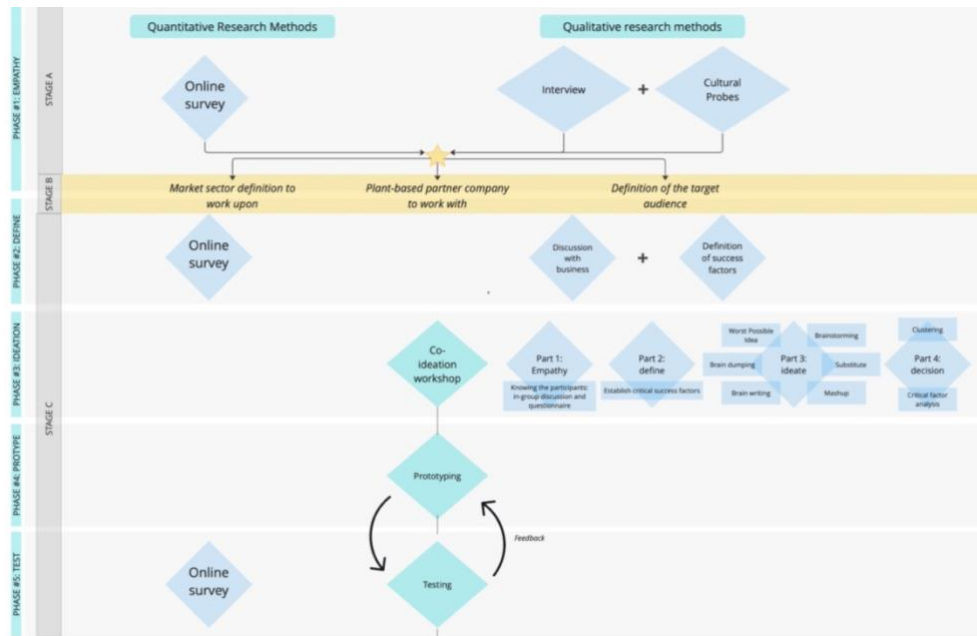 Quantitative Research Methods
Qualitative research methods
PHASE #1: EMPATHY
STAGE A
Online
survey
Interview
+
Cultural
Probes
STAGE B
Market sector definition to
work upon
Plant-based partner company
to work with
Definition of the target
audience
PHASE #2: DEFINE
STAGE C
Online
survey
Discussion
with
business
+
Definition
of success
factors
PHASE #3: IDEATION
Co-
ideation
workshop
Part 1:
Empathy
Knowing the participants:
in-group discussion and
questionnaire
Part 2:
define
Establish critical success factors
Worst Possible
Idea
Brainstorming
Brain dumping
Part 3:
ideate
Substitute
Brain writing
Mashup
Clustering
Part 4:
decision
Critical factor
analysis
PHASE #4: PROTYPE
Prototyping
Feedback
PHASE #5: TEST
Online
survey
Testing